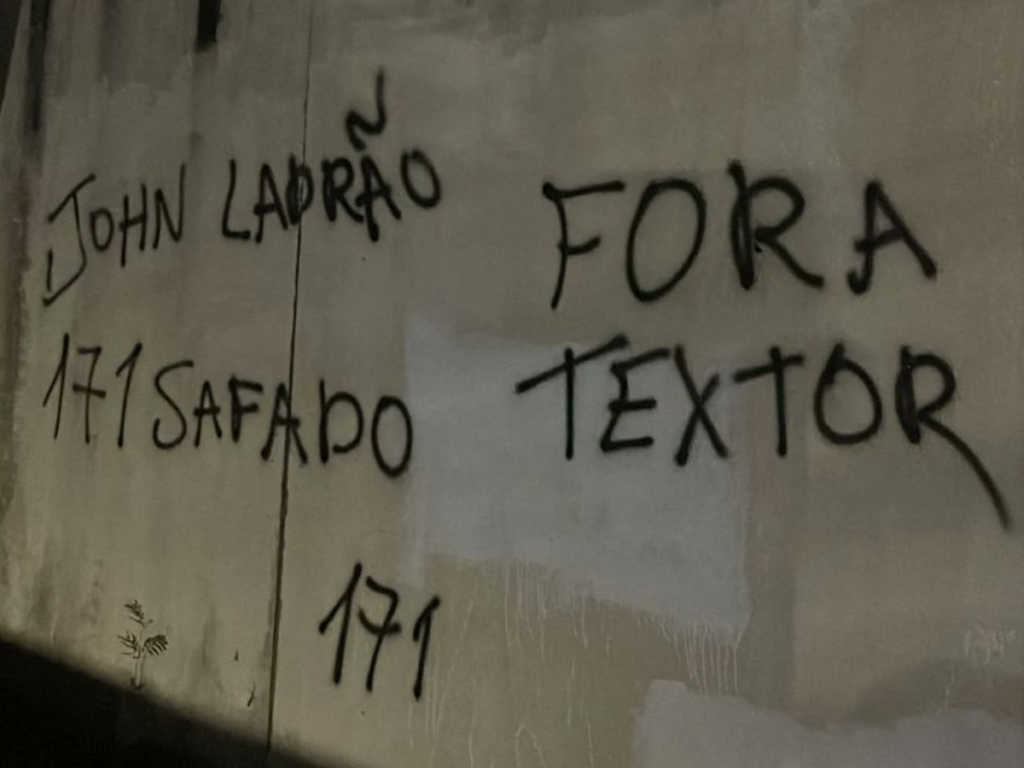 JOHN LADRÃO
171 SAFADO
171
FORA
TEXTOR